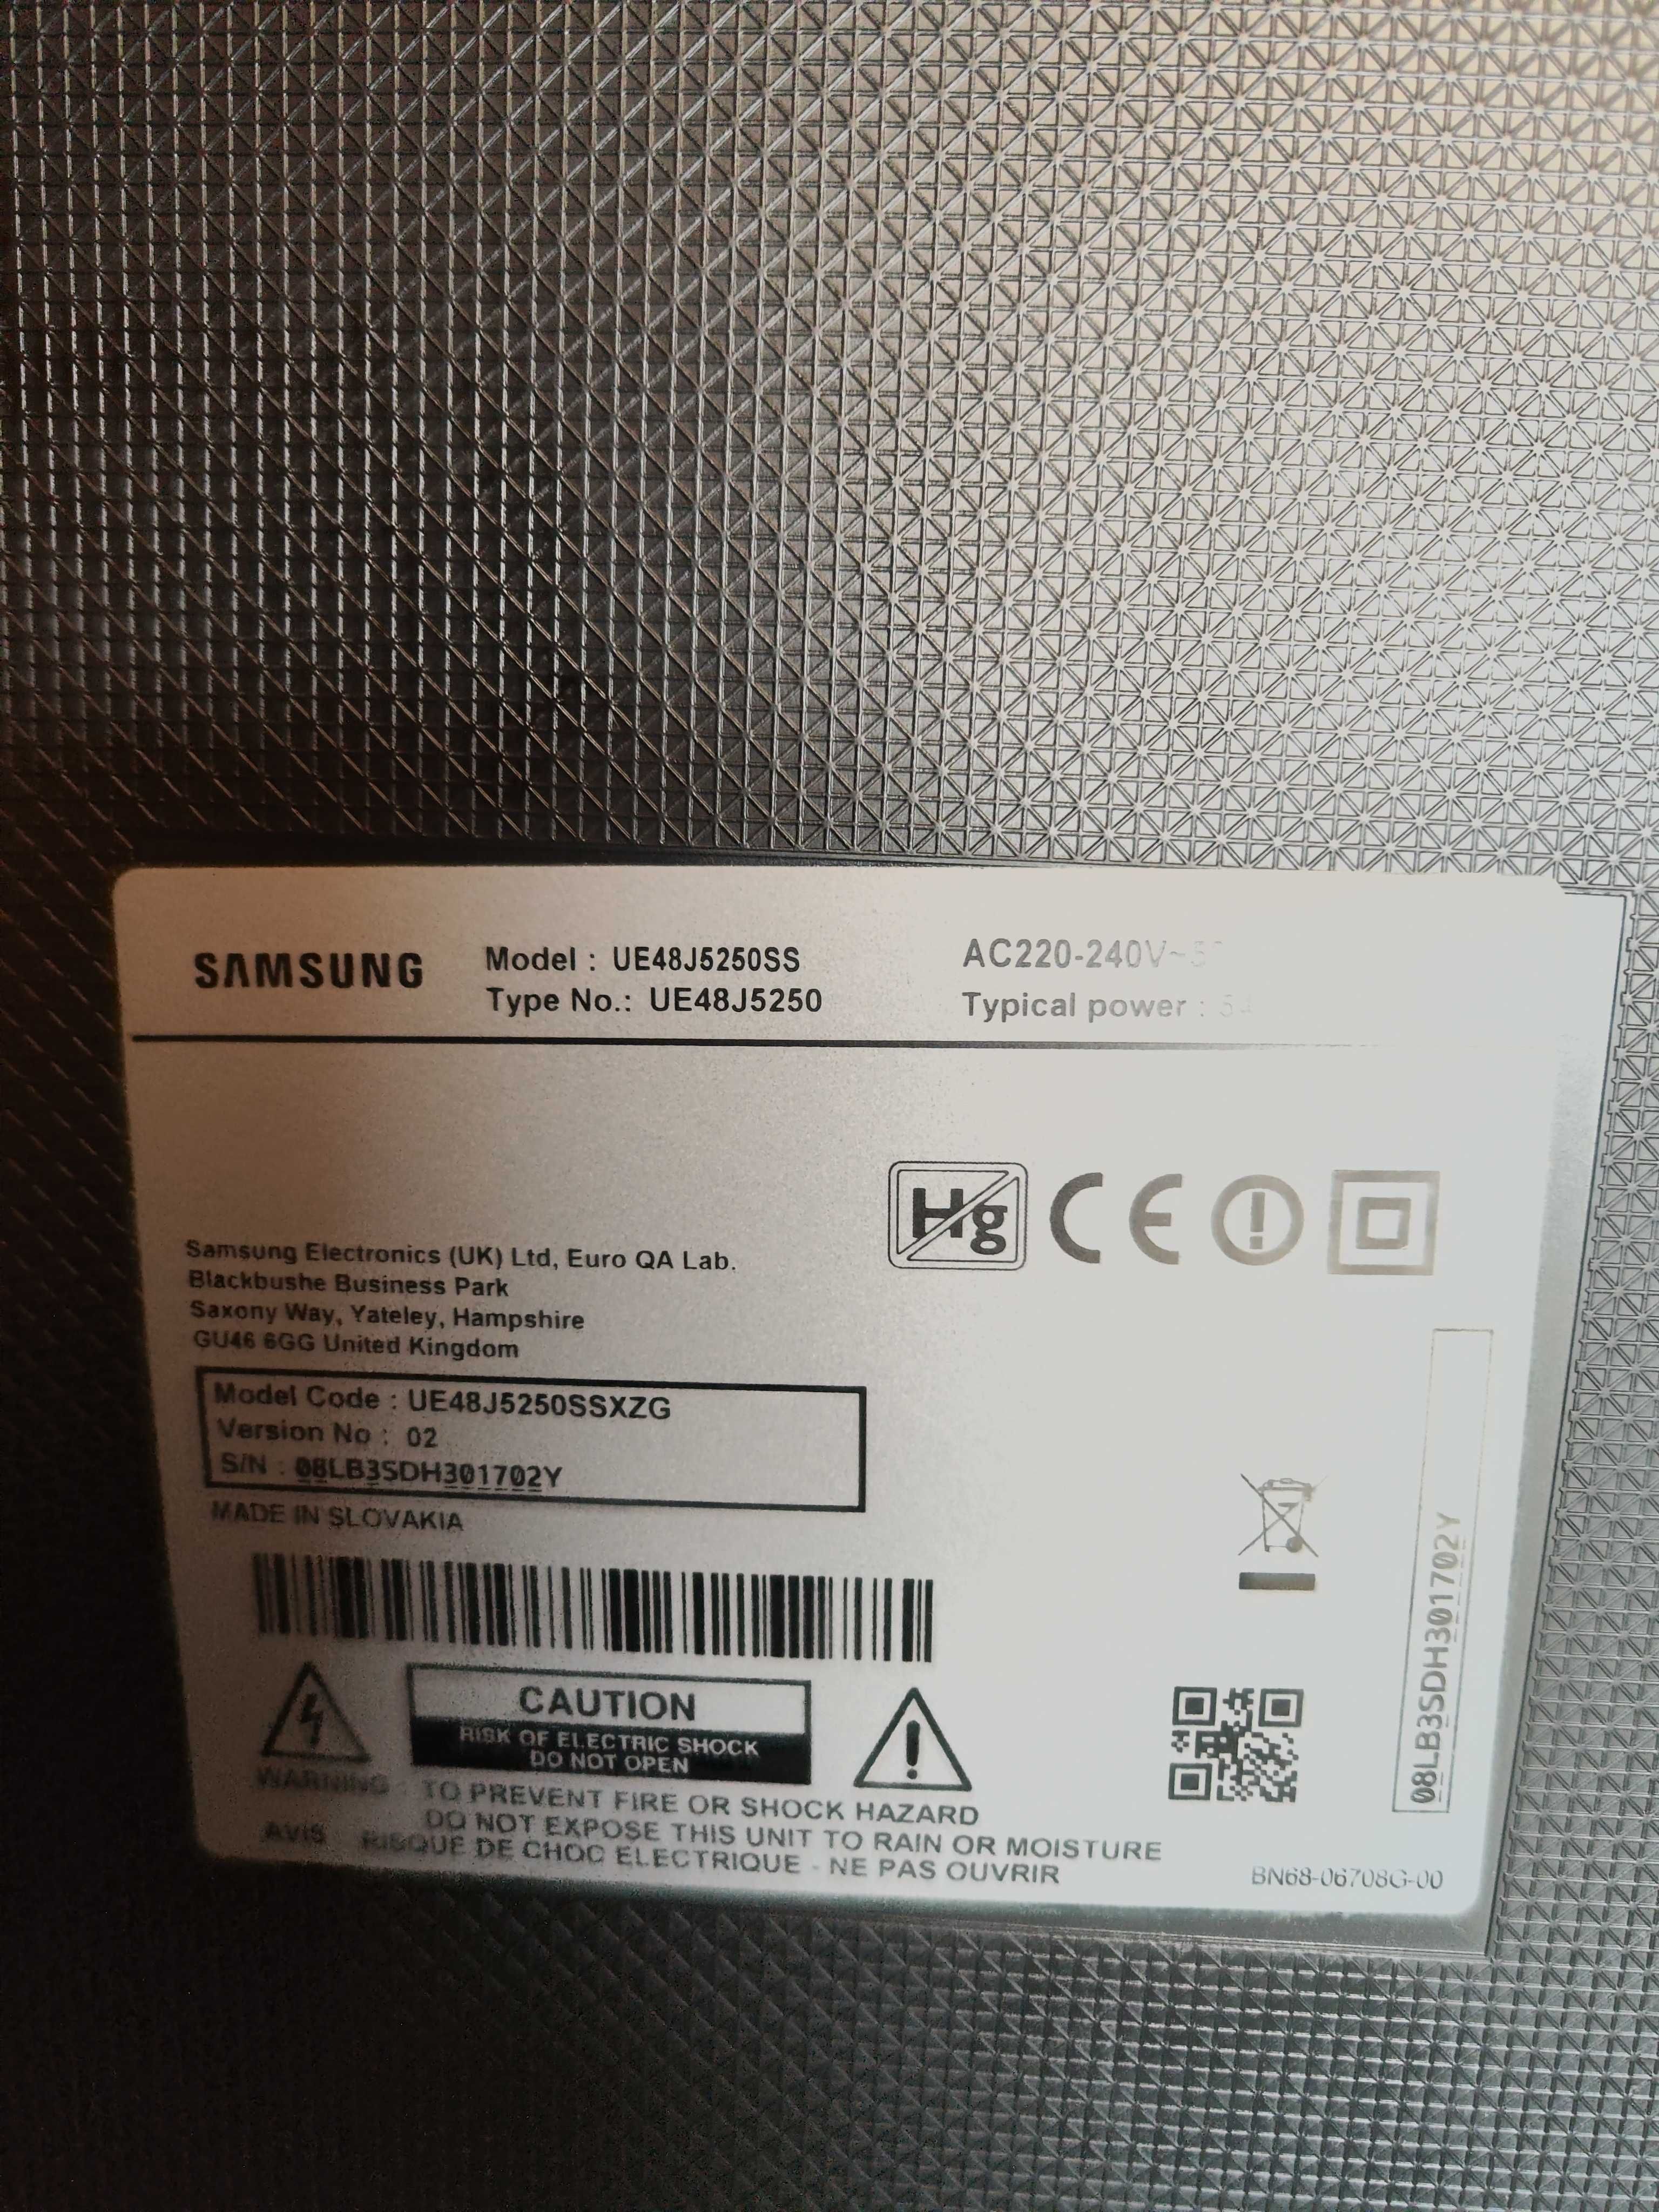 SAMSUNG
Model : UE48J5250SS
Type No.: UE48J5250
AC220-240V~
Typical power :
Hg
CE
Samsung Electronics (UK) Ltd, Euro QA Lab.
Blackbushe Business Park
Saxony Way, Yateley, Hampshire
GU46 6GG United Kingdom
Model Code : UE48J5250SSXZG
Version No : 02
S/N : 08LB3SDH301702Y
MADE IN SLOVAKIA
08LB3SDH301702Y
CAUTION
RISK OF ELECTRIC SHOCK
DO NOT OPEN
WARNING : TO PREVENT FIRE OR SHOCK HAZARD
DO NOT EXPOSE THIS UNIT TO RAIN OR MOISTURE
AVIS RISQUE DE CHOC ELECTRIQUE - NE PAS OUVRIR
BN68-06708G-00